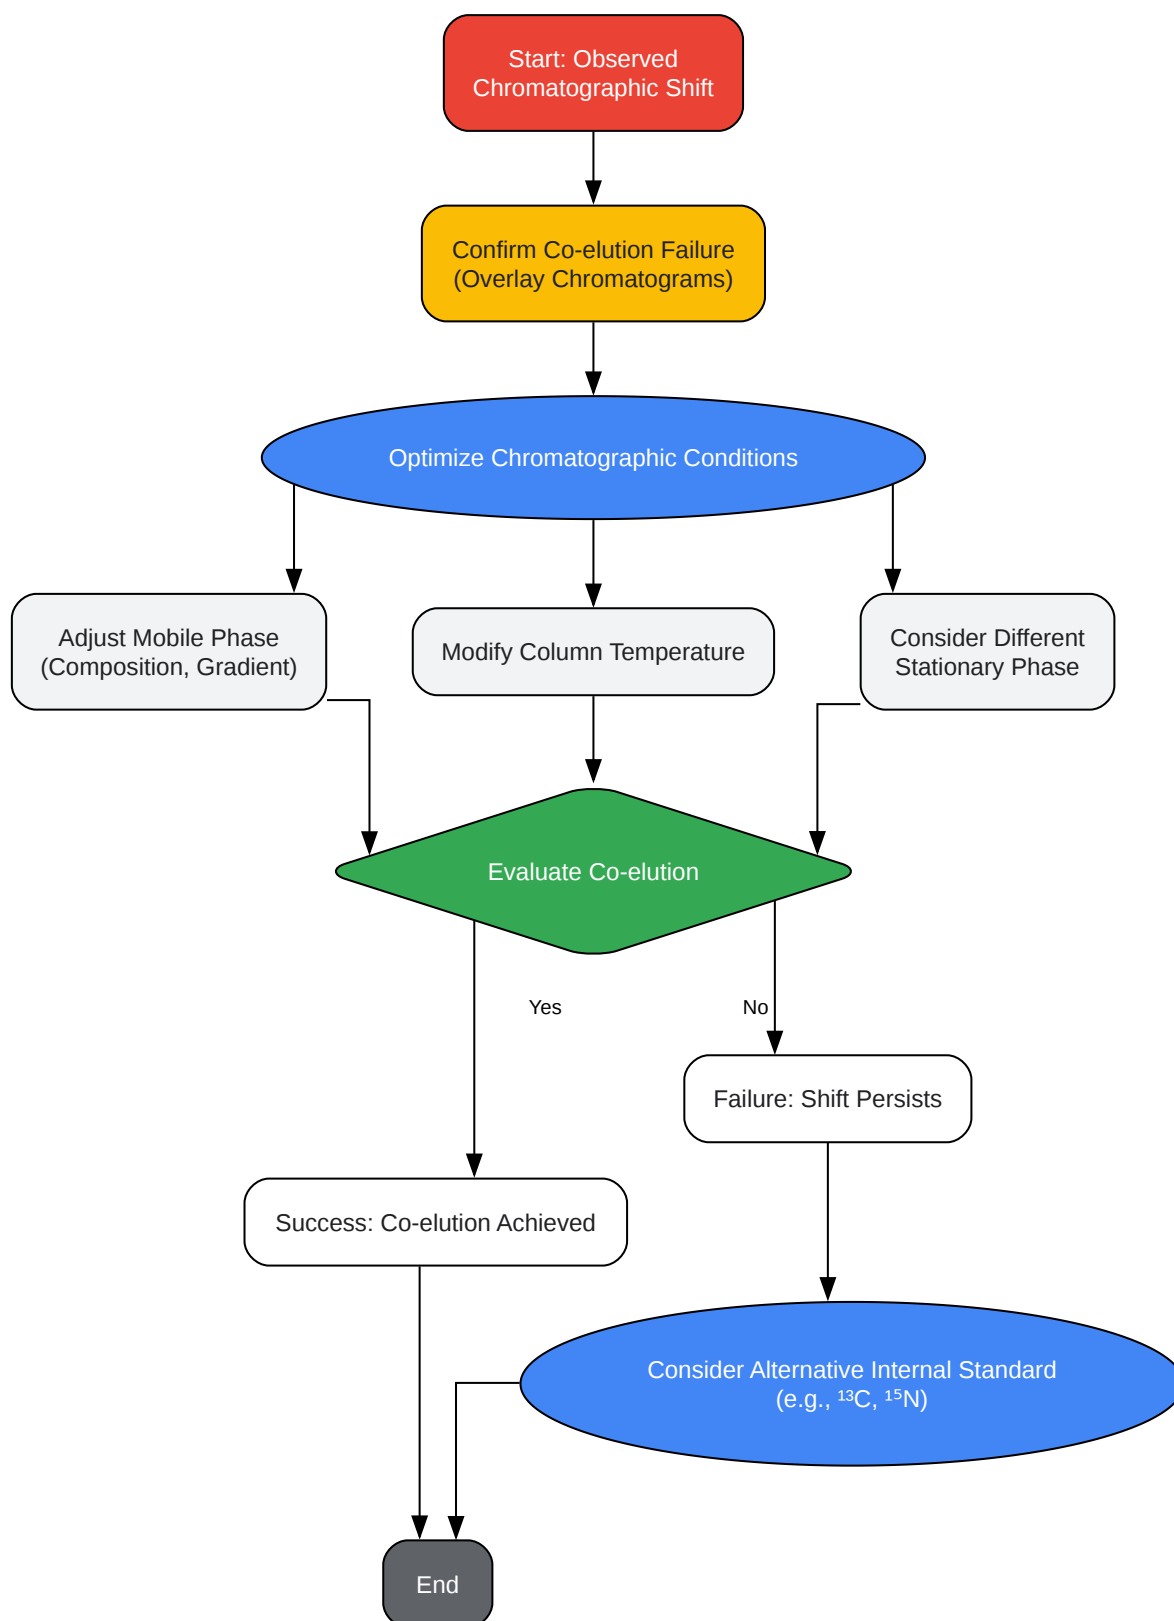 Start: Observed
Chromatographic Shift
Confirm Co-elution Failure
(Overlay Chromatograms)
Optimize Chromatographic Conditions
Adjust Mobile Phase
(Composition, Gradient)
Modify Column Temperature
Consider Different
Stationary Phase
Evaluate Co-elution
Yes
No
Failure: Shift Persists
Success: Co-elution Achieved
Consider Alternative Internal Standard
(e.g., ¹³C, ¹⁵N)
End